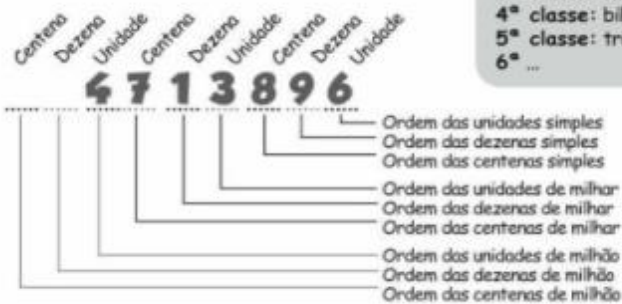 4ª classe: bi
5ª classe: tr
6ª ...
Centena Dezena Unidade Centena Dezena Unidade Centena Dezena Unidade
4 7 1 3 8 9 6
Ordem das unidades simples
Ordem das dezenas simples
Ordem das centenas simples
Ordem das unidades de milhar
Ordem das dezenas de milhar
Ordem das centenas de milhar
Ordem das unidades de milhão
Ordem das dezenas de milhão
Ordem das centenas de milhão